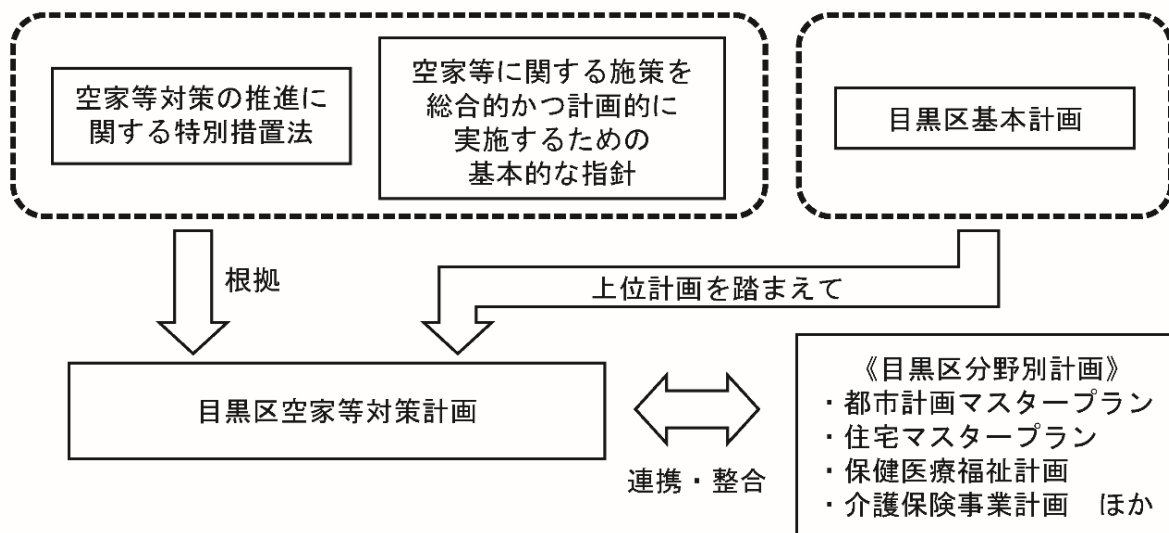 空家等対策の推進に
関する特別措置法
空家等に関する施策を
総合的かつ計画的に
実施するための
基本的な指針
目黒区基本計画
根拠
上位計画を踏まえて
目黒区空家等対策計画
連携・整合
《目黒区分野別計画》
・都市計画マスタープラン
・住宅マスタープラン
・保健医療福祉計画
・介護保険事業計画　ほか